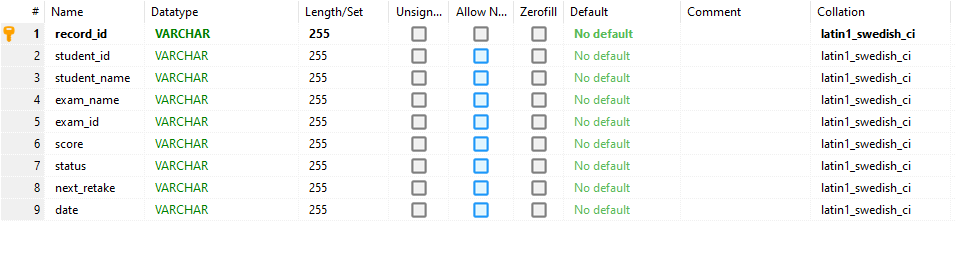 # Name Datatype Length/Set Unsign... Allow N... Zerofill Default Comment Collation
1 record_id VARCHAR 255 No default latin1_swedish_ci
2 student_id VARCHAR 255 No default latin1_swedish_ci
3 student_name VARCHAR 255 No default latin1_swedish_ci
4 exam_name VARCHAR 255 No default latin1_swedish_ci
5 exam_id VARCHAR 255 No default latin1_swedish_ci
6 score VARCHAR 255 No default latin1_swedish_ci
7 status VARCHAR 255 No default latin1_swedish_ci
8 next_retake VARCHAR 255 No default latin1_swedish_ci
9 date VARCHAR 255 No default latin1_swedish_ci